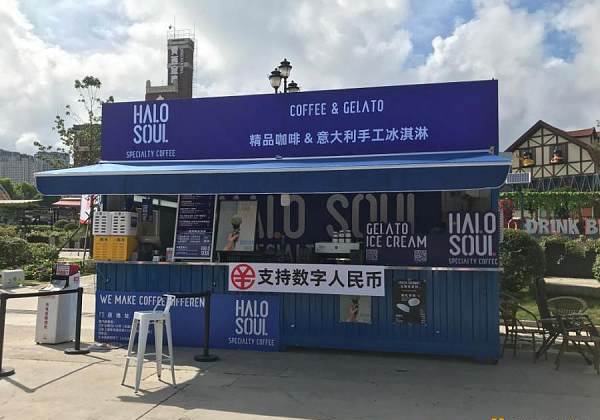 HALO
SOUL
SPECIALTY COFFEE
COFFEE & GELATO
精品咖啡 & 意大利手工冰淇淋
HALO SOUL
SPECIALTY
GELATO
ICE CREAM
HALO
SOUL
SPECIALTY COFFEE
DRINK B
支持数字人民币
WE MAKE COFFEE DIFFEREN
HALO
SOUL
SPECIALTY COFFEE